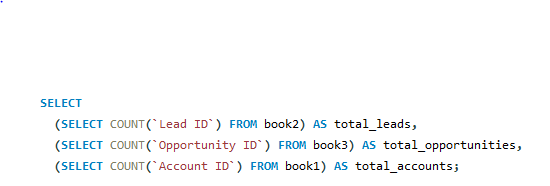 SELECT
(SELECT COUNT(`Lead ID`) FROM book2) AS total_leads,
(SELECT COUNT(`Opportunity ID`) FROM book3) AS total_opportunities,
(SELECT COUNT(`Account ID`) FROM book1) AS total_accounts;